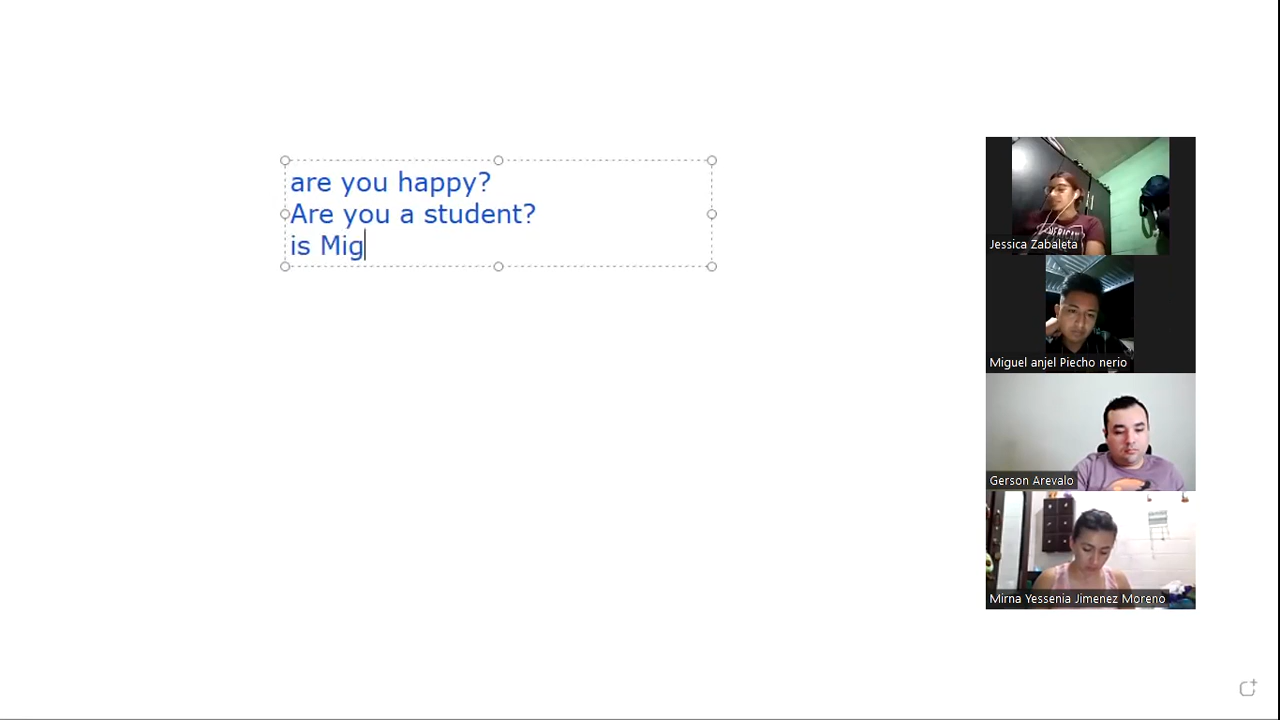 are you happy?
Are you a student?
is Mig
Jessica Zabaleta
Miguel anjel Piecho nerio
Gerson Arevalo
Mirna Yessenia Jimenez Moreno